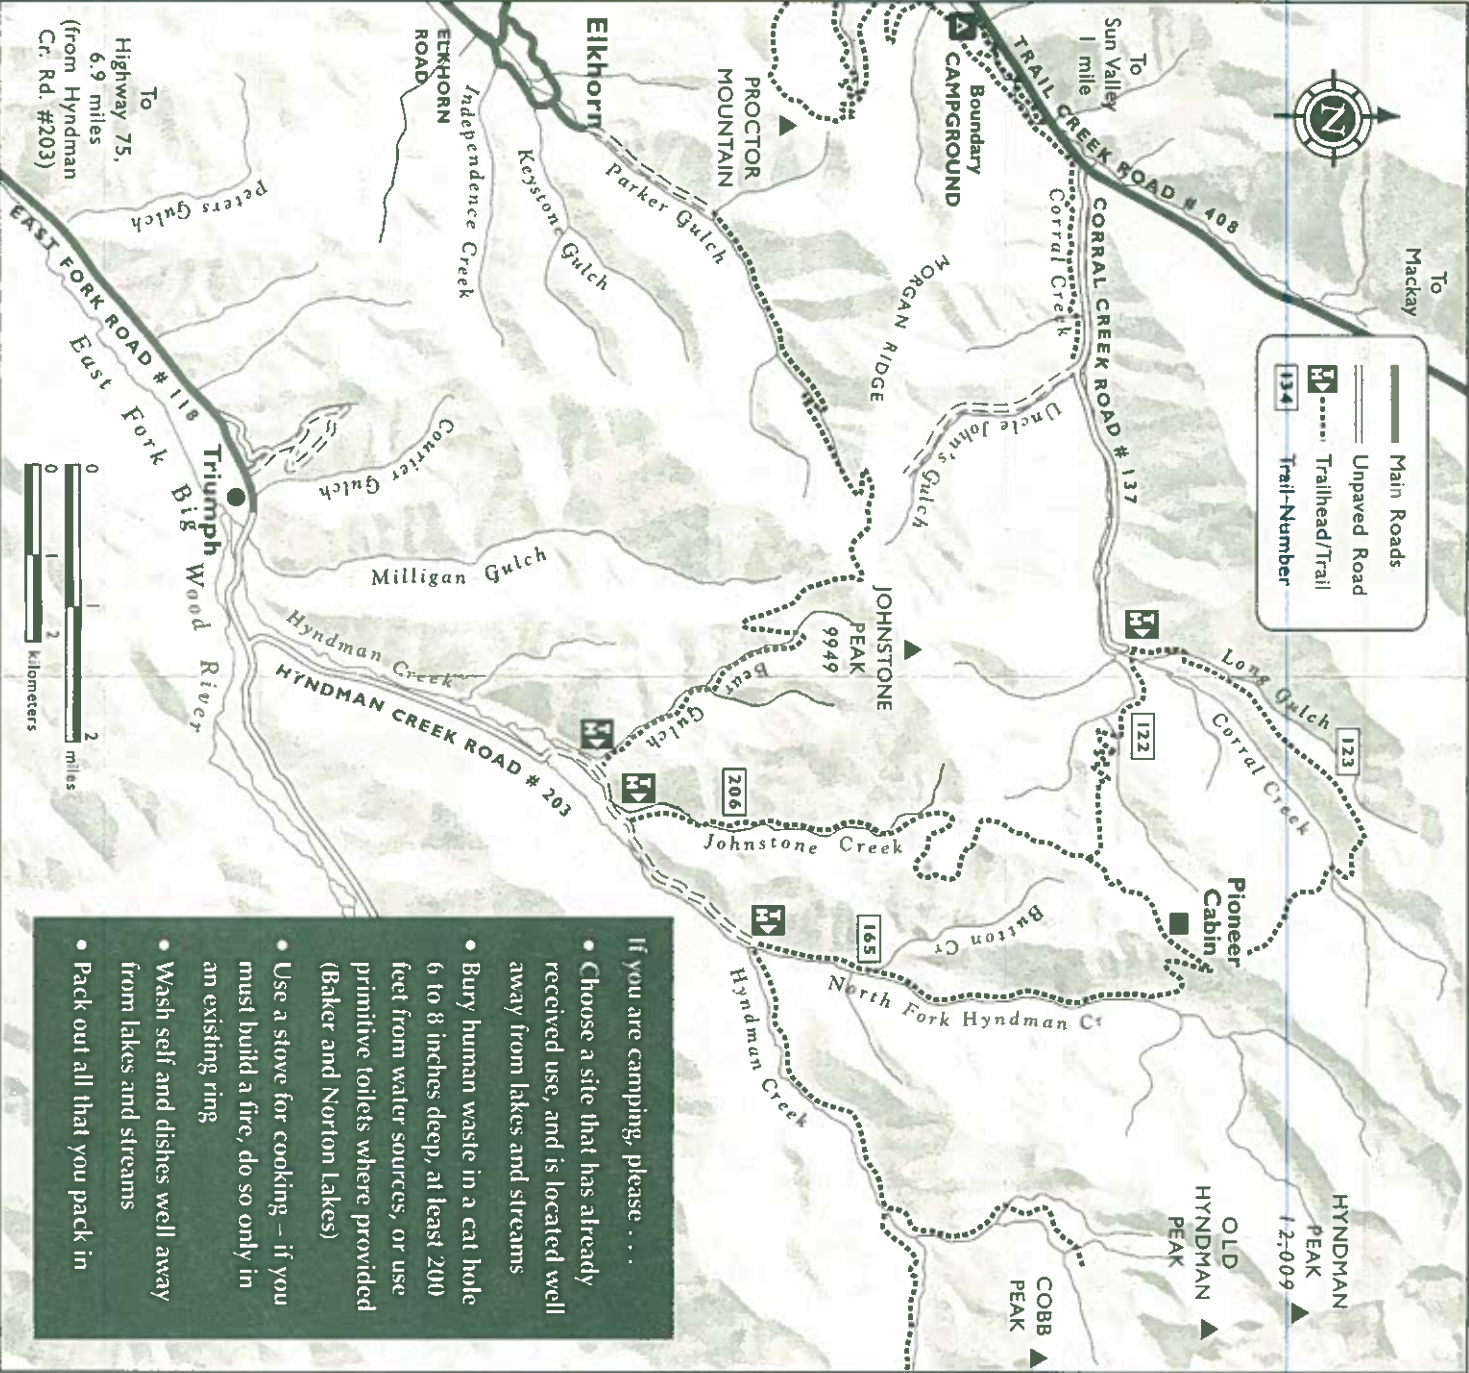 To
Sun Valley
1 mile
TRAIL CREEK ROAD # 408
To
Mackay
N
Main Roads
Unpaved Road
Trailhead/Trail
134
Trail Number
Boundary
CAMPGROUND
CORRAL CREEK ROAD # 137
Corral Creek
PROCTOR
MOUNTAIN
MORGAN RIDGE
Uncle John's Gulch
Elkhorn
ELKHORN
ROAD
Parker Gulch
Keystone Gulch
Independence Creek
To
Highway 75,
6.9 miles
(from Hyndman
Cr. Rd. #203)
Peters Gulch
EAST FORK ROAD # 118
East Fork
Big Wood River
Triumph
Courier Gulch
Milligan Gulch
JOHNSTONE
PEAK
9949
TH
Long Gulch
123
122
Corral Creek
Bear Gulch
TH
TH
206
Johnstone Creek
Hyndman Creek
HYNDMAN CREEK ROAD # 203
Pioneer
Cabin
Button Cr
TH
165
North Fork Hyndman Cr
Hyndman Creek
HYNDMAN
PEAK
12,009
OLD
HYNDMAN
PEAK
COBB
PEAK
0 1 2 miles
0 1 2 kilometers
If you are camping, please . . .
• Choose a site that has already
received use, and is located well
away from lakes and streams
• Bury human waste in a cat hole
6 to 8 inches deep, at least 200
feet from water sources, or use
primitive toilets where provided
(Baker and Norton Lakes)
• Use a stove for cooking – if you
must build a fire, do so only in
an existing ring
• Wash self and dishes well away
from lakes and streams
• Pack out all that you pack in